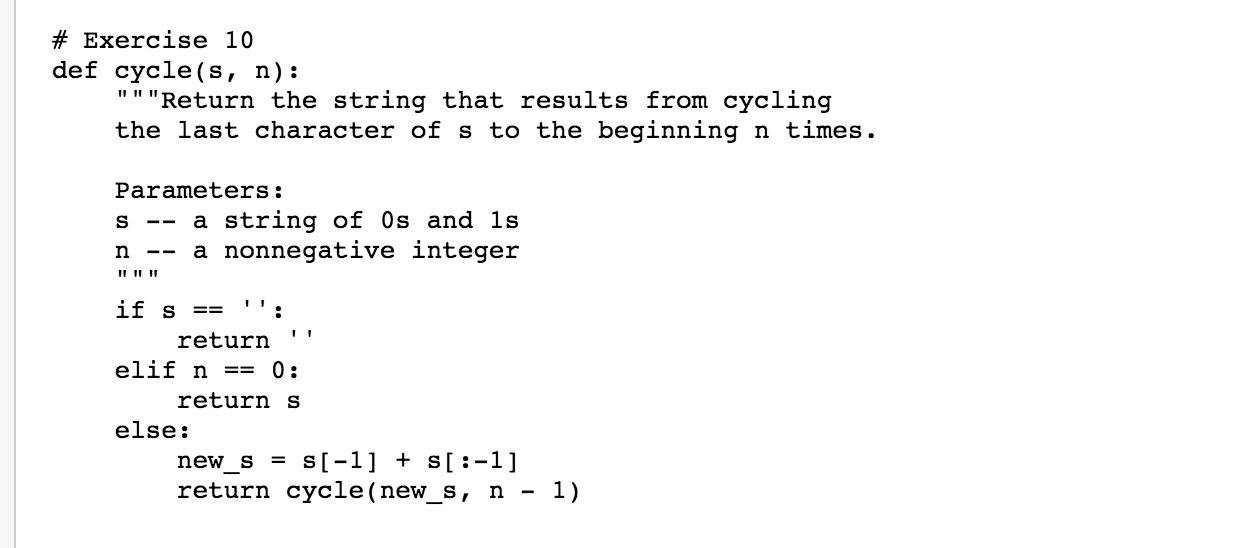 # Exercise 10
def cycle(s, n):
    """Return the string that results from cycling
    the last character of s to the beginning n times.

    Parameters:
    s -- a string of 0s and 1s
    n -- a nonnegative integer
    """
    if s == '':
        return ''
    elif n == 0:
        return s
    else:
        new_s = s[-1] + s[:-1]
        return cycle(new_s, n - 1)